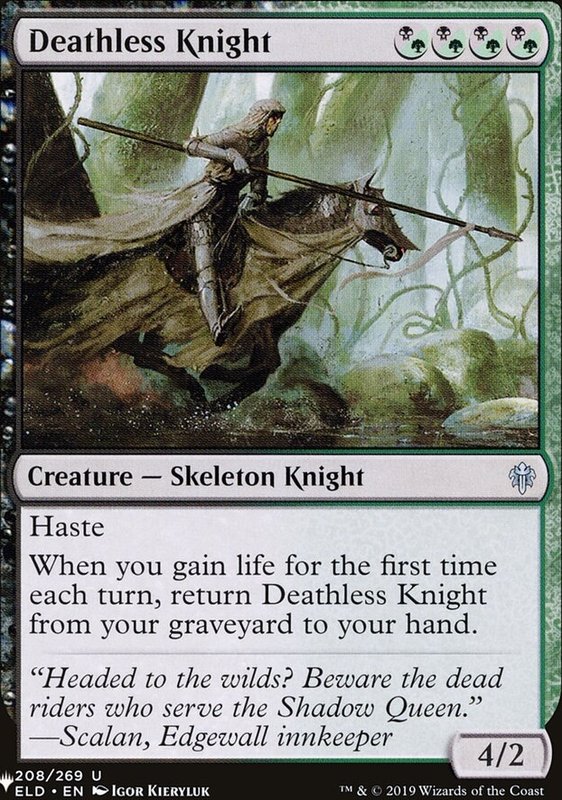 Deathless Knight
Creature — Skeleton Knight
Haste
When you gain life for the first time
each turn, return Deathless Knight
from your graveyard to your hand.
“Headed to the wilds? Beware the dead
riders who serve the Shadow Queen.”
—Scalan, Edgewall innkeeper
4/2
208/269 U
ELD • EN Igor Kieryluk
™ & © 2019 Wizards of the Coast